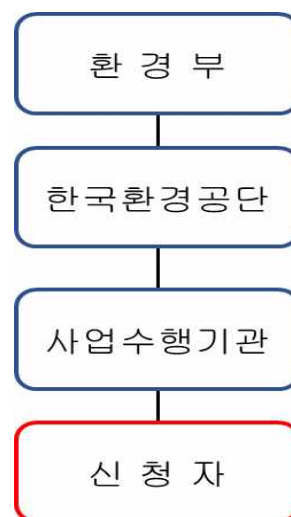 환 경 부
한국환경공단
사업수행기관
신 청 자